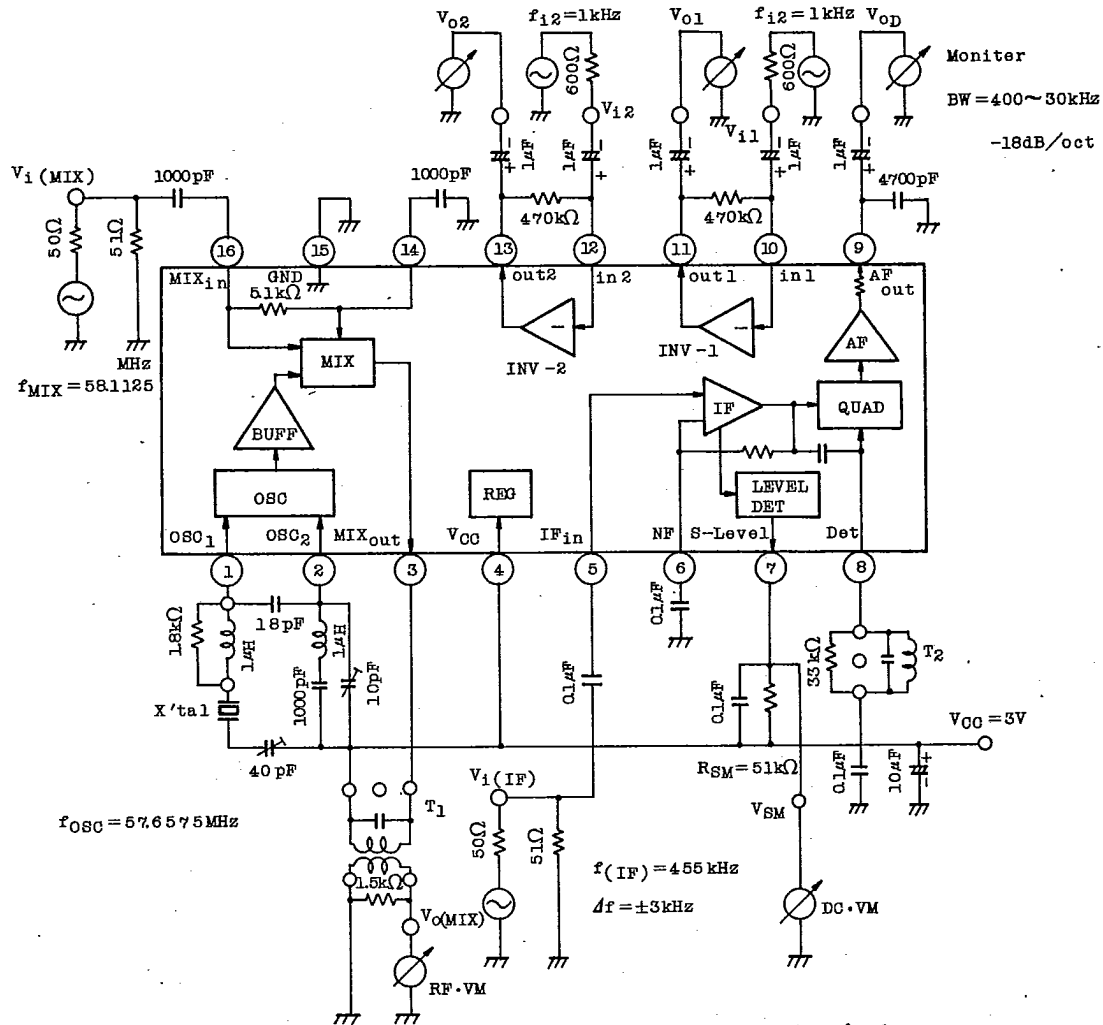 Vo2
fi2=1kHz
Vo1
fi2=1kHz
VoD
Moniter
BW=400~30kHz
-18dB/oct
600Ω
600Ω
Vi2
Vi1
1μF
1μF
1μF
1μF
1μF
Vi(MIX)
1000pF
1000pF
4700pF
470kΩ
470kΩ
50Ω
51Ω
16
15
14
13
12
11
10
9
MIXin
GND
out2
in2
out1
in1
AF
out
5.1kΩ
MIX
INV-2
INV-1
AF
MHz
fMIX=58.1125
BUFF
IF
QUAD
OSC
REG
LEVEL
DET
OSC1
OSC2
MIXout
VCC
IFin
NF
S-Level
Det
1
2
3
4
5
6
7
8
1.8kΩ
1μH
18pF
1μH
1000pF
10pF
0.1μF
0.1μF
0.1μF
33kΩ
T2
X'tal
40pF
VCC=3V
RSM=51kΩ
0.1μF
10μF
+
-
T1
Vi(IF)
VSM
fOSC=57.6575MHz
50Ω
51Ω
f(IF)=455kHz
Δf=±3kHz
1.5kΩ
Vo(MIX)
RF·VM
DC·VM